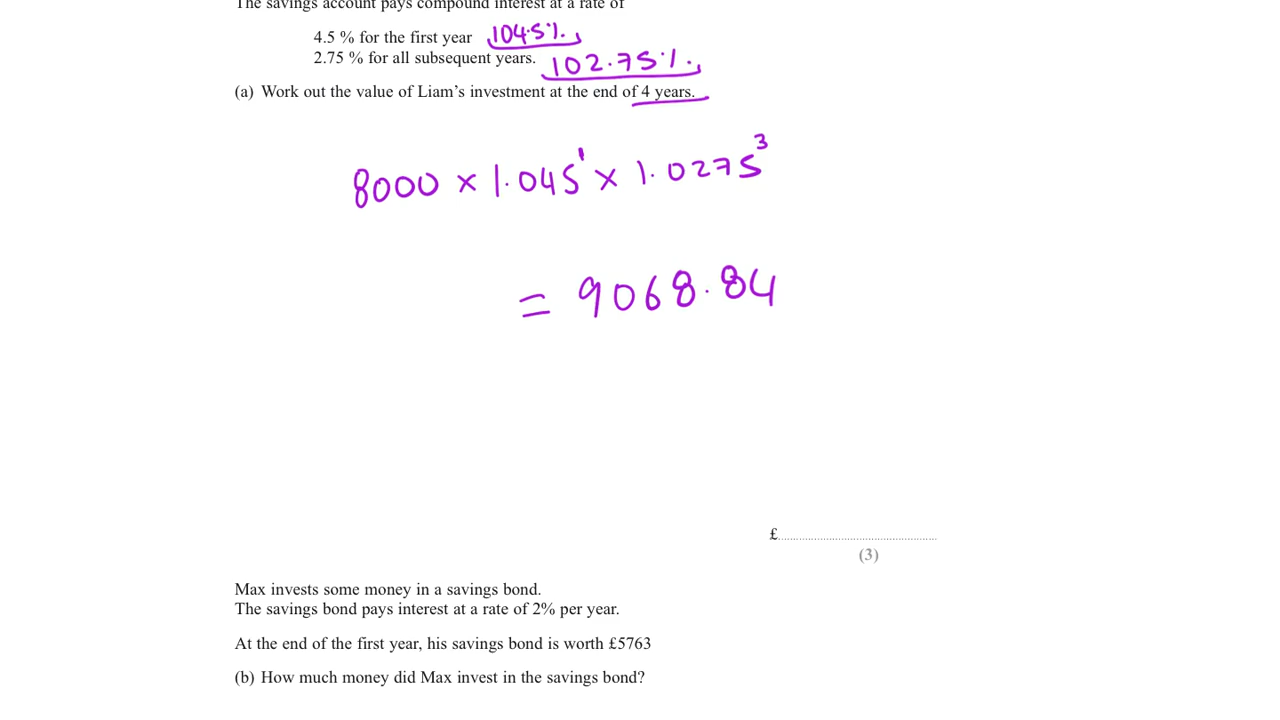 The savings account pays compound interest at a rate of
4.5 % for the first year 104.5%.
2.75 % for all subsequent years. 102.75%.
(a) Work out the value of Liam's investment at the end of 4 years.
8000 × 1.045¹ × 1.0275³
= 9068.84
£
(3)
Max invests some money in a savings bond.
The savings bond pays interest at a rate of 2% per year.
At the end of the first year, his savings bond is worth £5763
(b) How much money did Max invest in the savings bond?